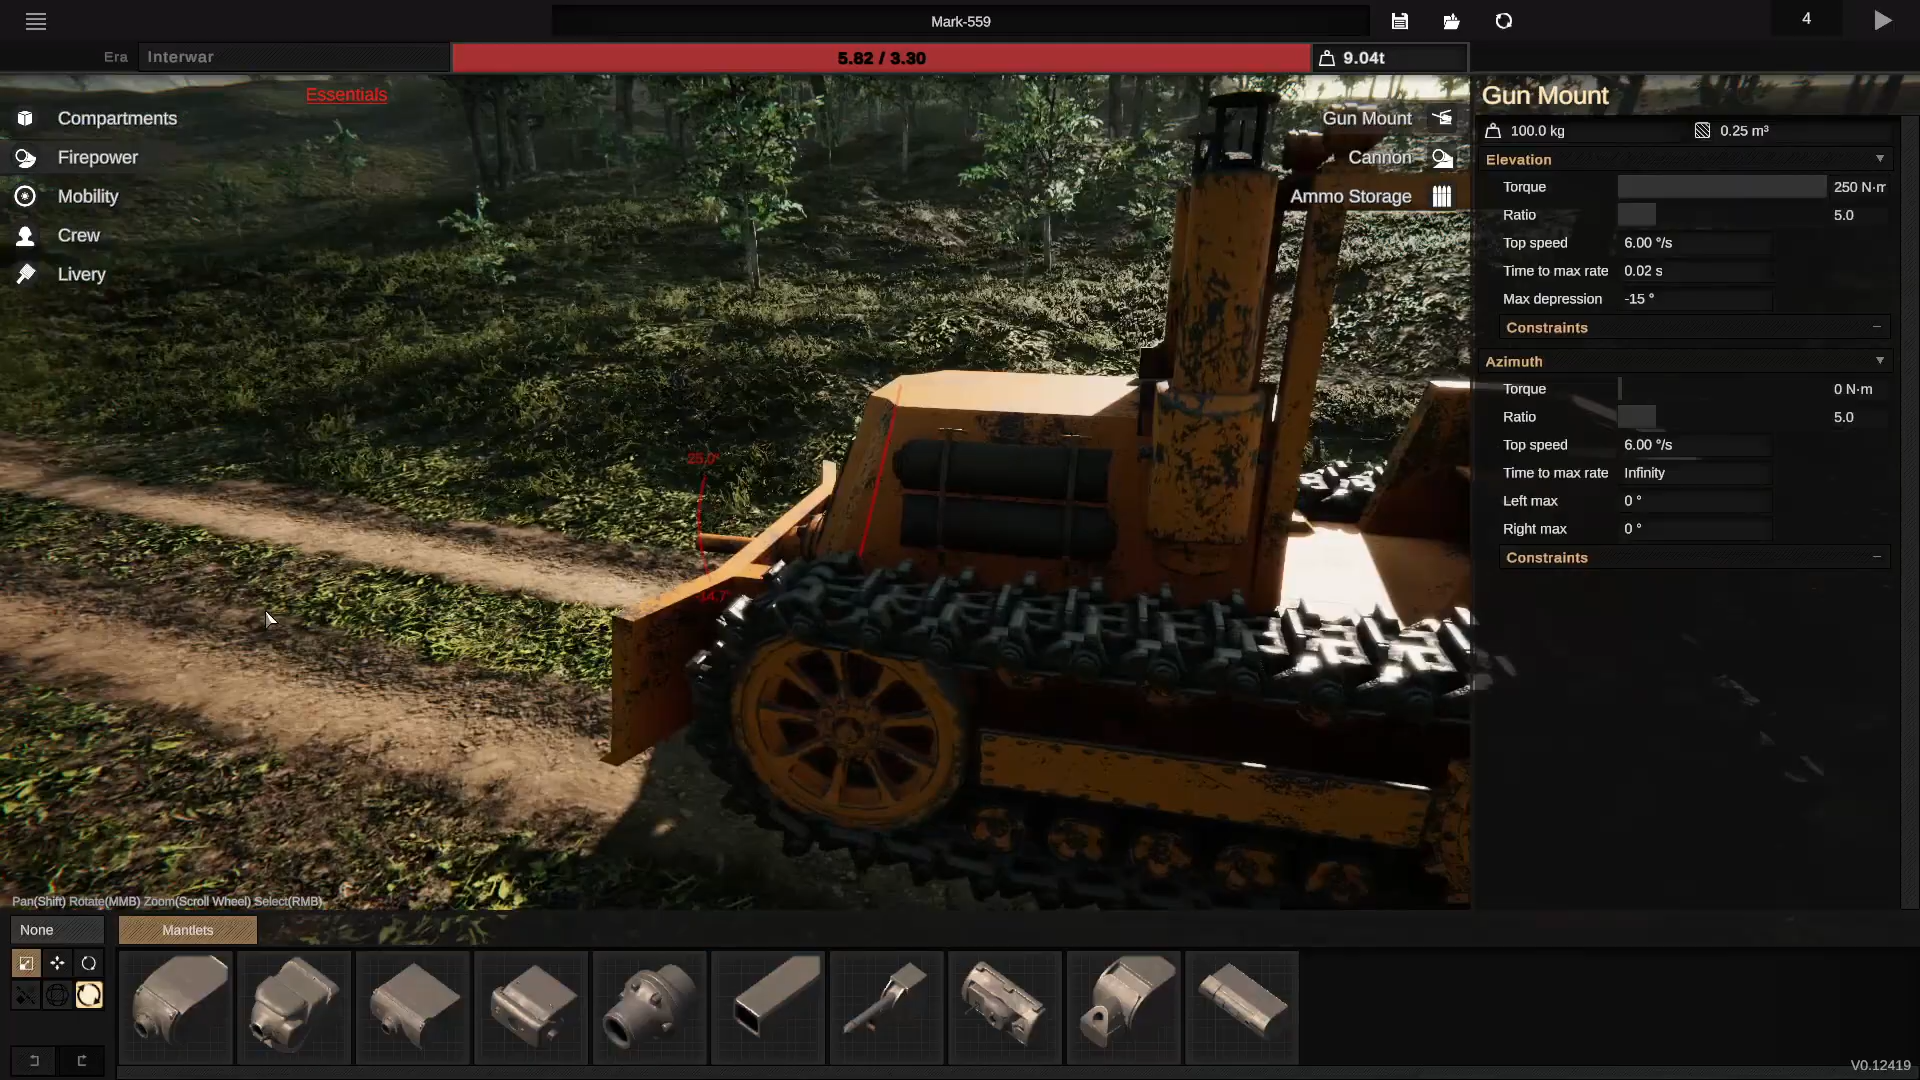 Mark-559
4
Era
Interwar
5.82 / 3.30
9.04t
Essentials
Compartments
Firepower
Mobility
Crew
Livery
Gun Mount
Cannon
Ammo Storage
25.0°
-14.7°
Gun Mount
100.0 kg
0.25 m³
Elevation
Torque
250 N·m
Ratio
5.0
Top speed
6.00 °/s
Time to max rate
0.02 s
Max depression
-15 °
Constraints
Azimuth
Torque
0 N·m
Ratio
5.0
Top speed
6.00 °/s
Time to max rate
Infinity
Left max
0 °
Right max
0 °
Constraints
Pan(Shift) Rotate(MMB) Zoom(Scroll Wheel) Select(RMB)
None
Mantlets
V0.12419